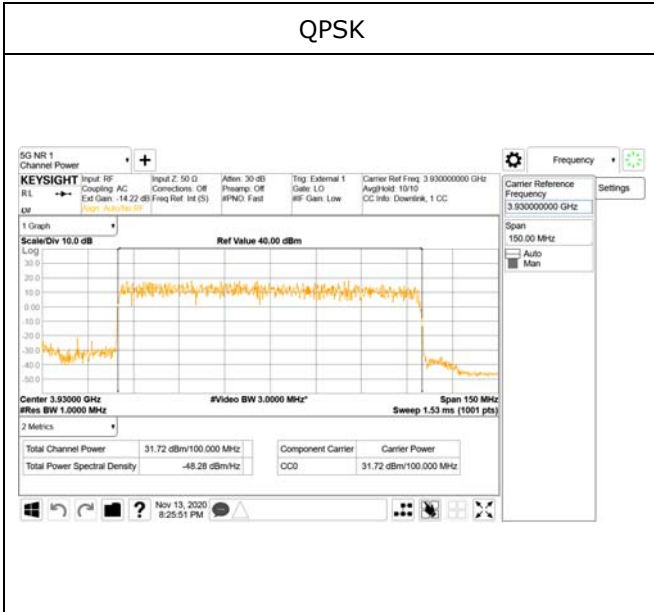 QPSK
5G NR 1
Channel Power
+
Frequency
KEYSIGHT
Input: RF
Input Z: 50 Ω
Atten: 30 dB
Trig: External 1
Carrier Ref Freq: 3.930000000 GHz
RL
Coupling: AC
Corrections: Off
Preamp: Off
Gate: LO
Avg|Hold: 10/10
Ext Gain: -14.22 dB
Freq Ref: Int (S)
#PNO: Fast
#IF Gain: Low
CC Info: Downlink, 1 CC
Align: Auto/No RF
Carrier Reference
Frequency
3.930000000 GHz
Settings
Span
150.00 MHz
Auto
Man
1 Graph
Scale/Div 10.0 dB
Ref Value 40.00 dBm
Log
30.0
20.0
10.0
0.00
-10.0
-20.0
-30.0
-40.0
-50.0
Center 3.93000 GHz
#Video BW 3.0000 MHz*
Span 150 MHz
#Res BW 1.0000 MHz
Sweep 1.53 ms (1001 pts)
2 Metrics
Total Channel Power
31.72 dBm/100.000 MHz
Component Carrier
Carrier Power
Total Power Spectral Density
-48.28 dBm/Hz
CC0
31.72 dBm/100.000 MHz
?
Nov 13, 2020
8:25:51 PM